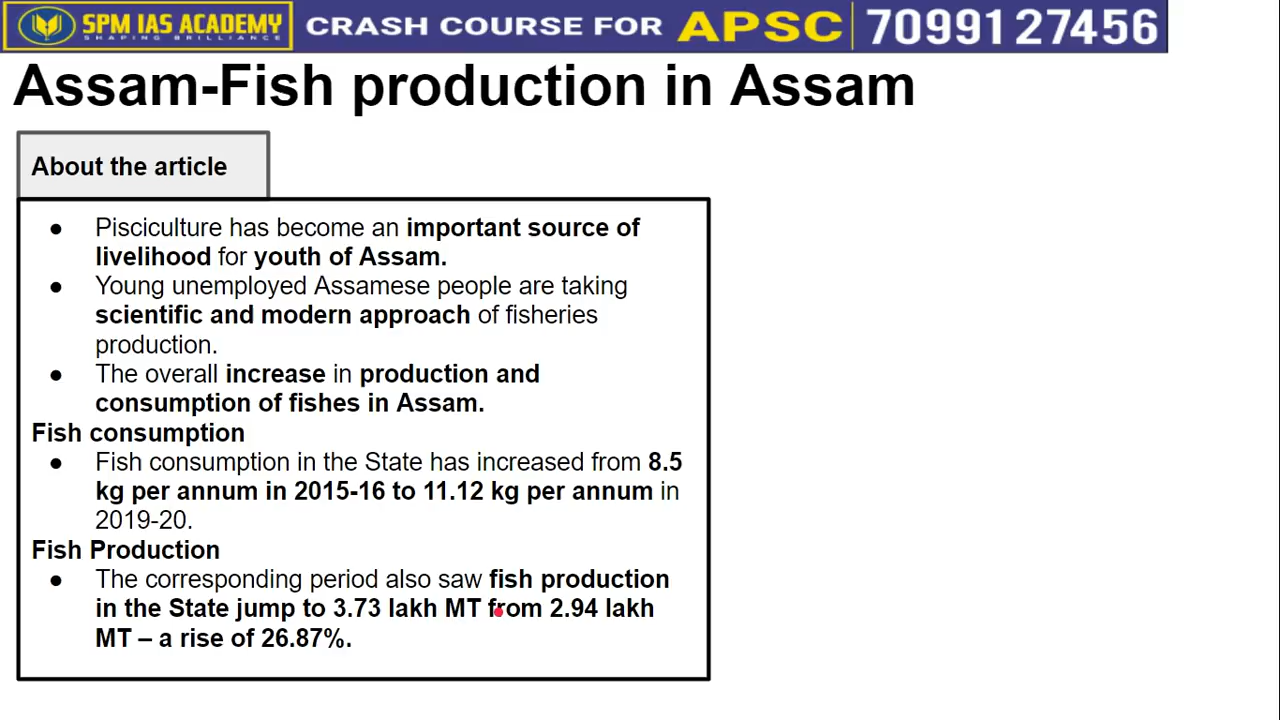 SPM IAS ACADEMY
SHAPING BRILLIANCE
CRASH COURSE FOR APSC 7099127456
Assam-Fish production in Assam
About the article
● Pisciculture has become an important source of
livelihood for youth of Assam.
● Young unemployed Assamese people are taking
scientific and modern approach of fisheries
production.
● The overall increase in production and
consumption of fishes in Assam.
Fish consumption
● Fish consumption in the State has increased from 8.5
kg per annum in 2015-16 to 11.12 kg per annum in
2019-20.
Fish Production
● The corresponding period also saw fish production
in the State jump to 3.73 lakh MT from 2.94 lakh
MT – a rise of 26.87%.